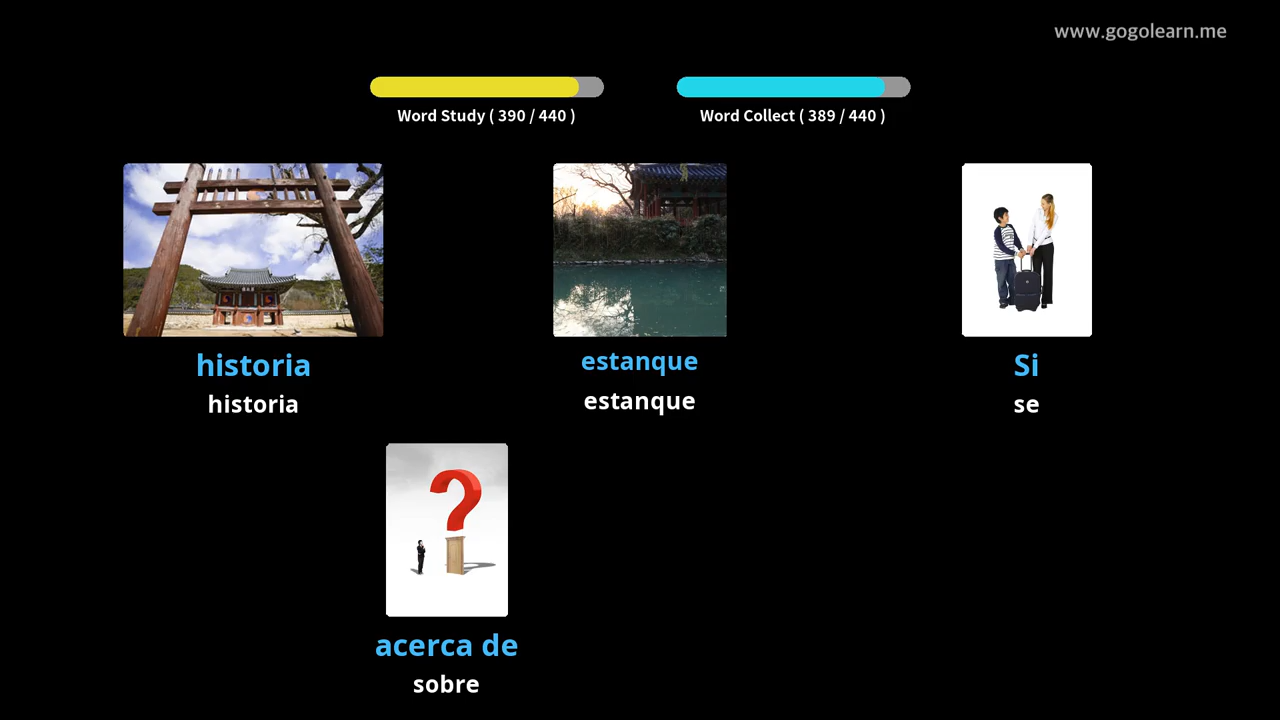 www.gogolearn.me
Word Study ( 390 / 440 )
Word Collect ( 389 / 440 )
historia
historia
estanque
estanque
Si
se
acerca de
sobre